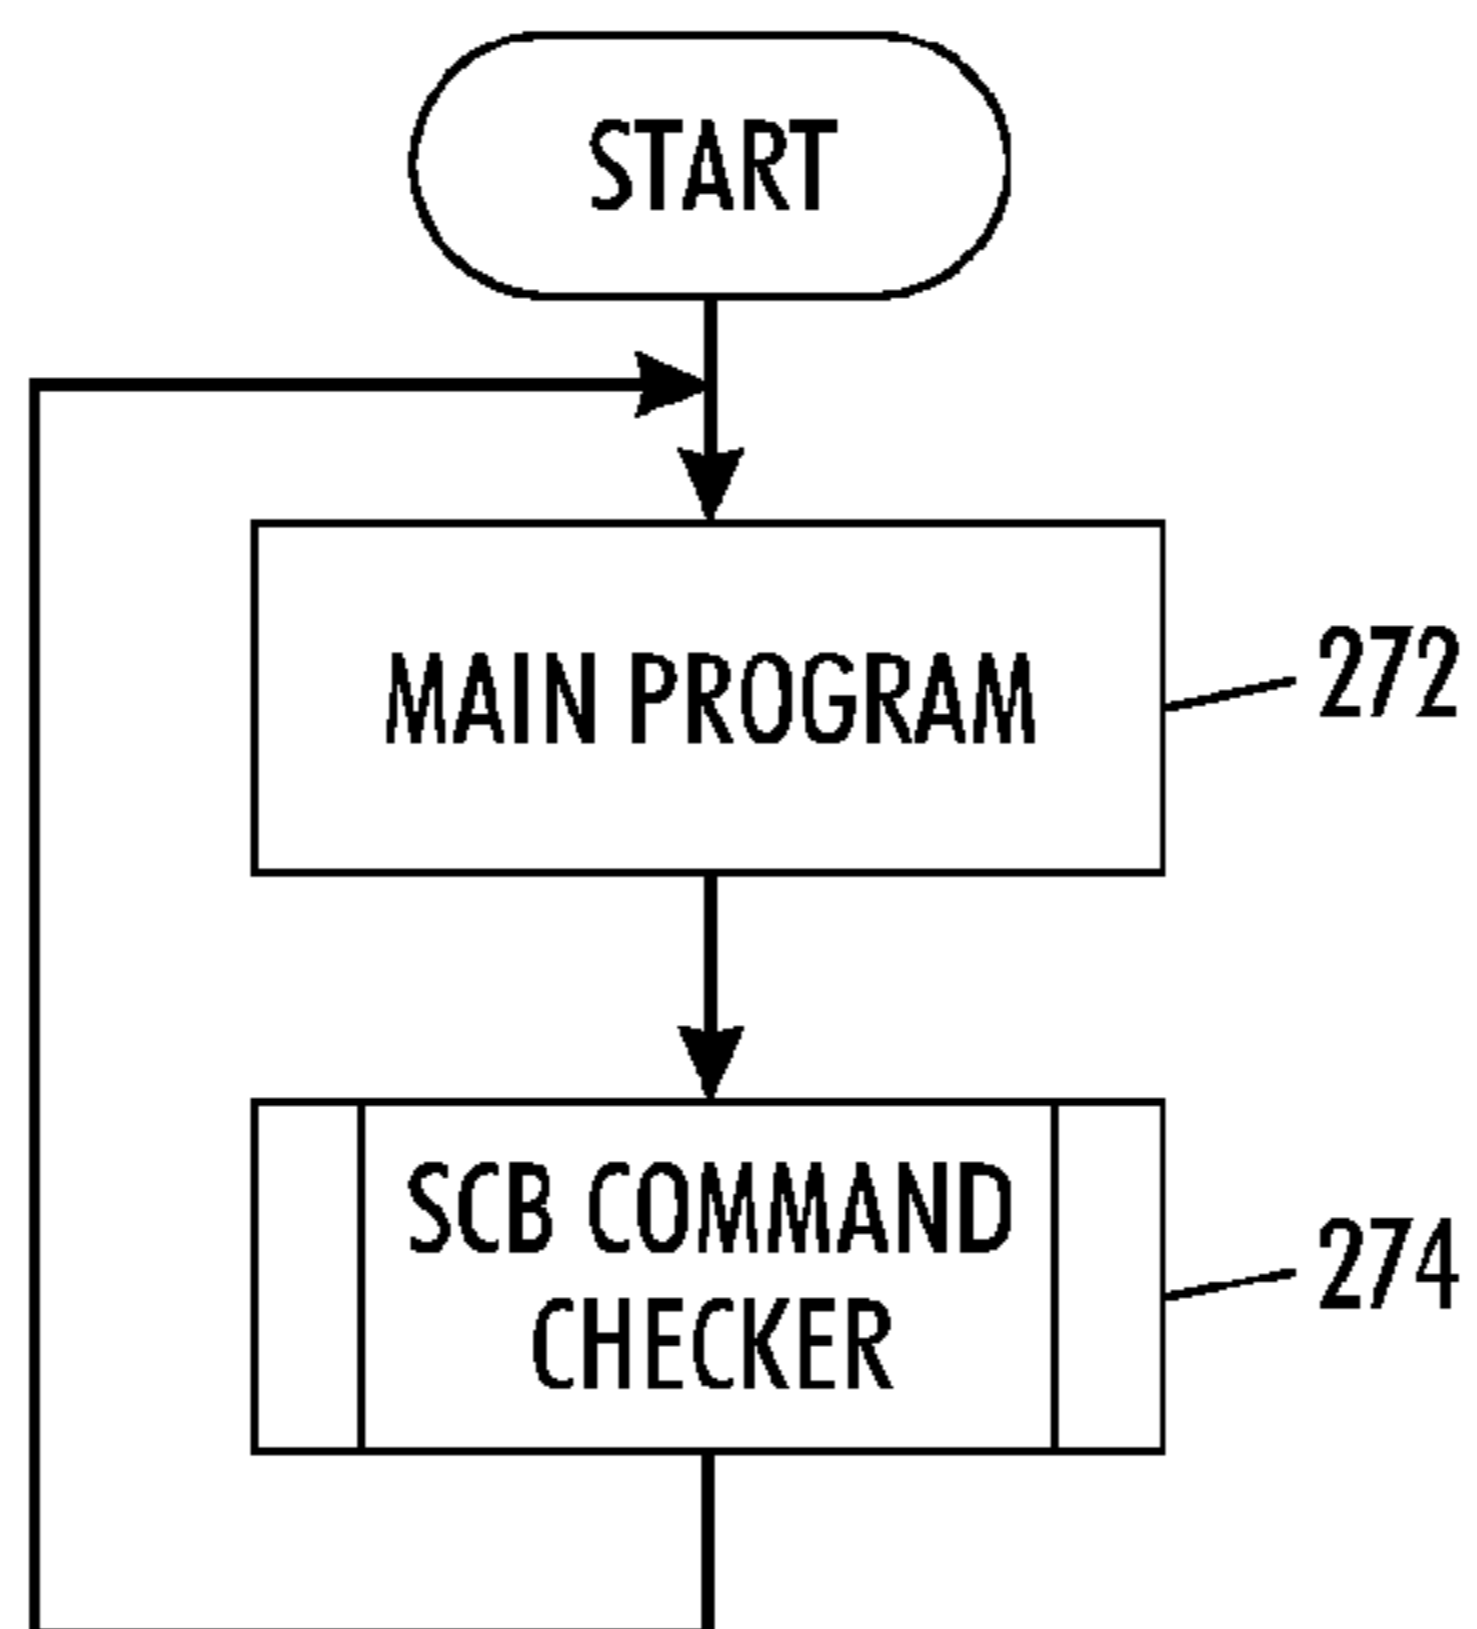 START
MAIN PROGRAM
272
SCB COMMAND
CHECKER
274